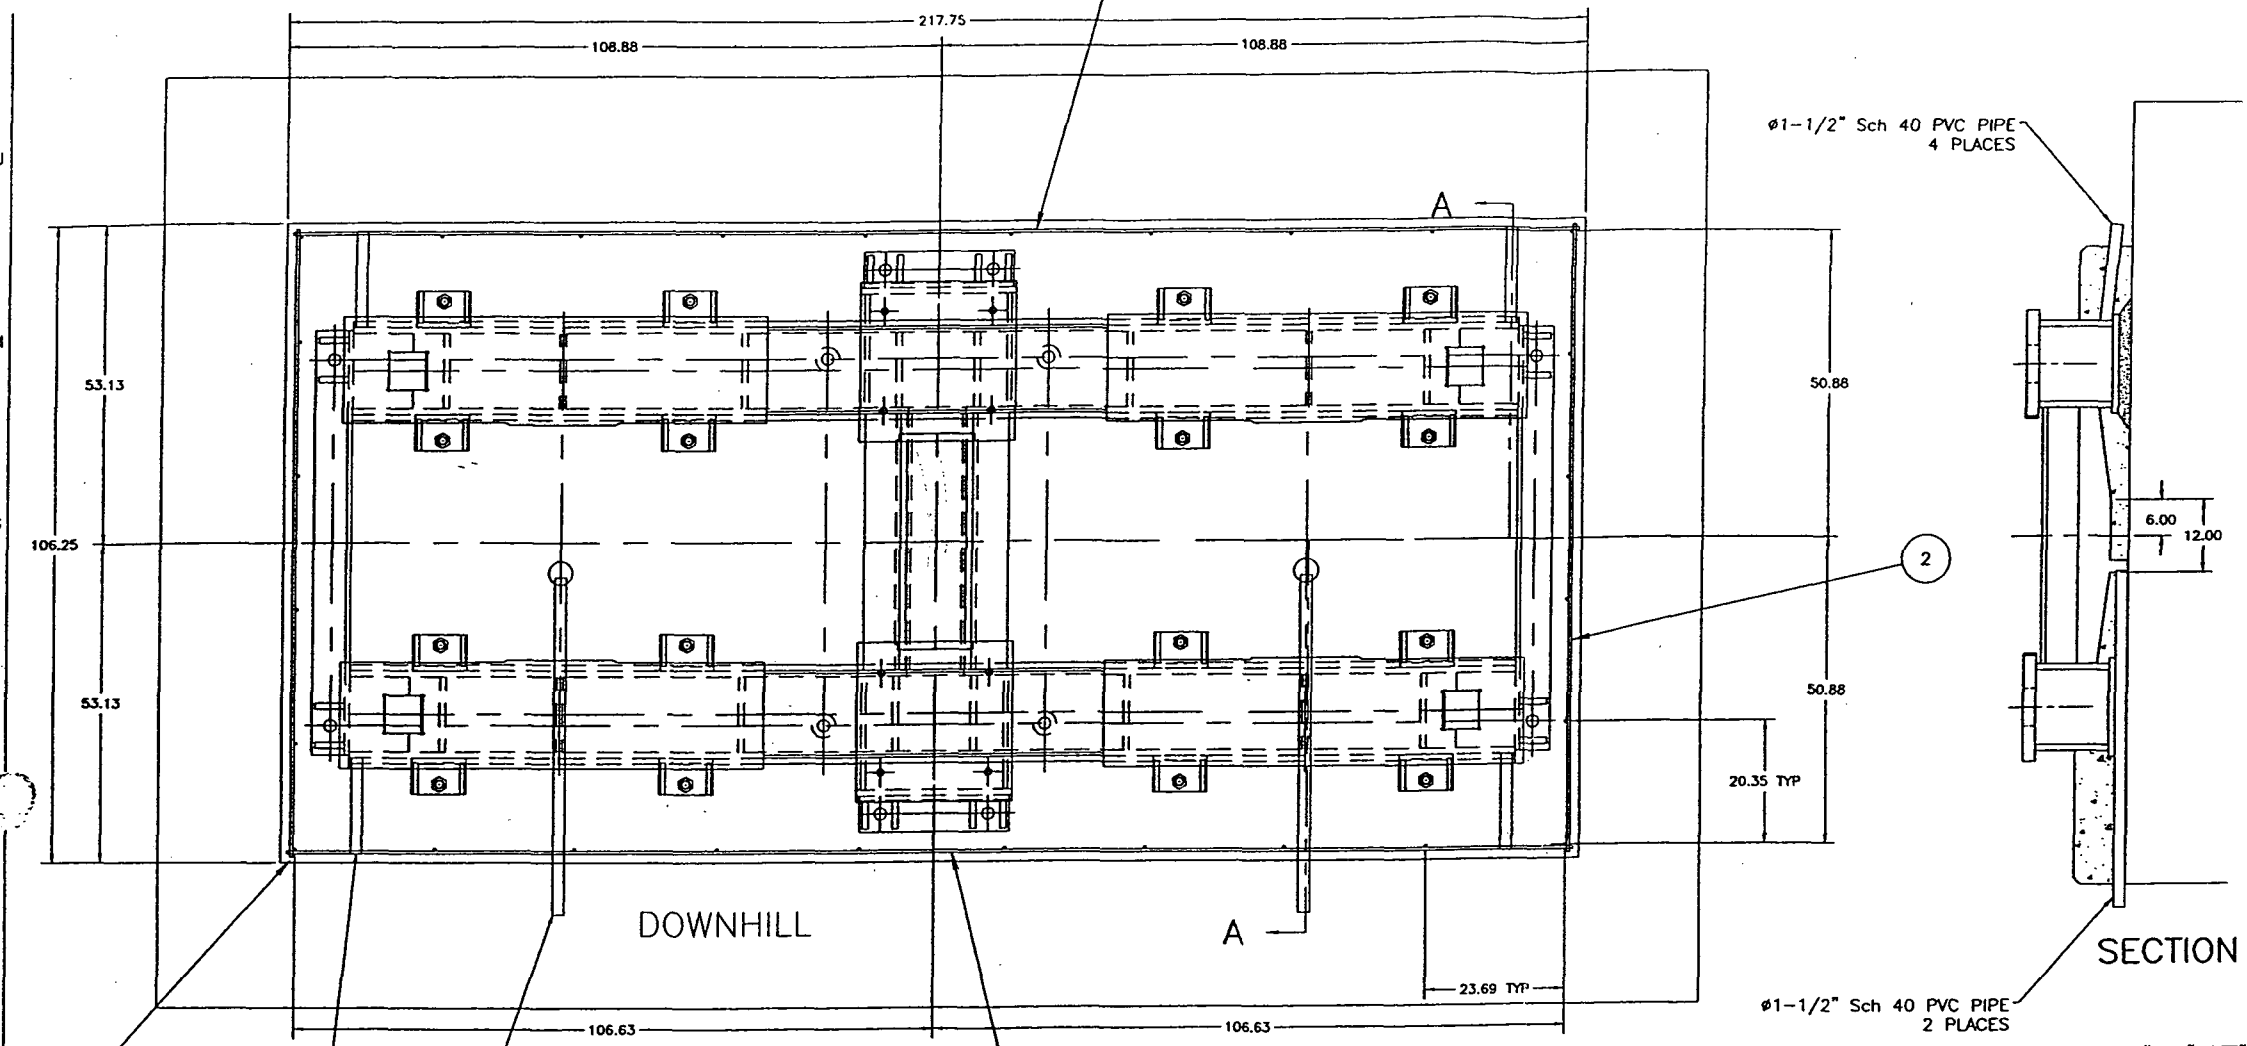 217.75
108.88
108.88
ø1-1/2" Sch 40 PVC PIPE
4 PLACES
A
53.13
50.88
6.00
12.00
106.25
2
53.13
50.88
20.35 TYP
DOWNHILL
A
SECTION
23.69 TYP
ø1-1/2" Sch 40 PVC PIPE
2 PLACES
106.63
106.63